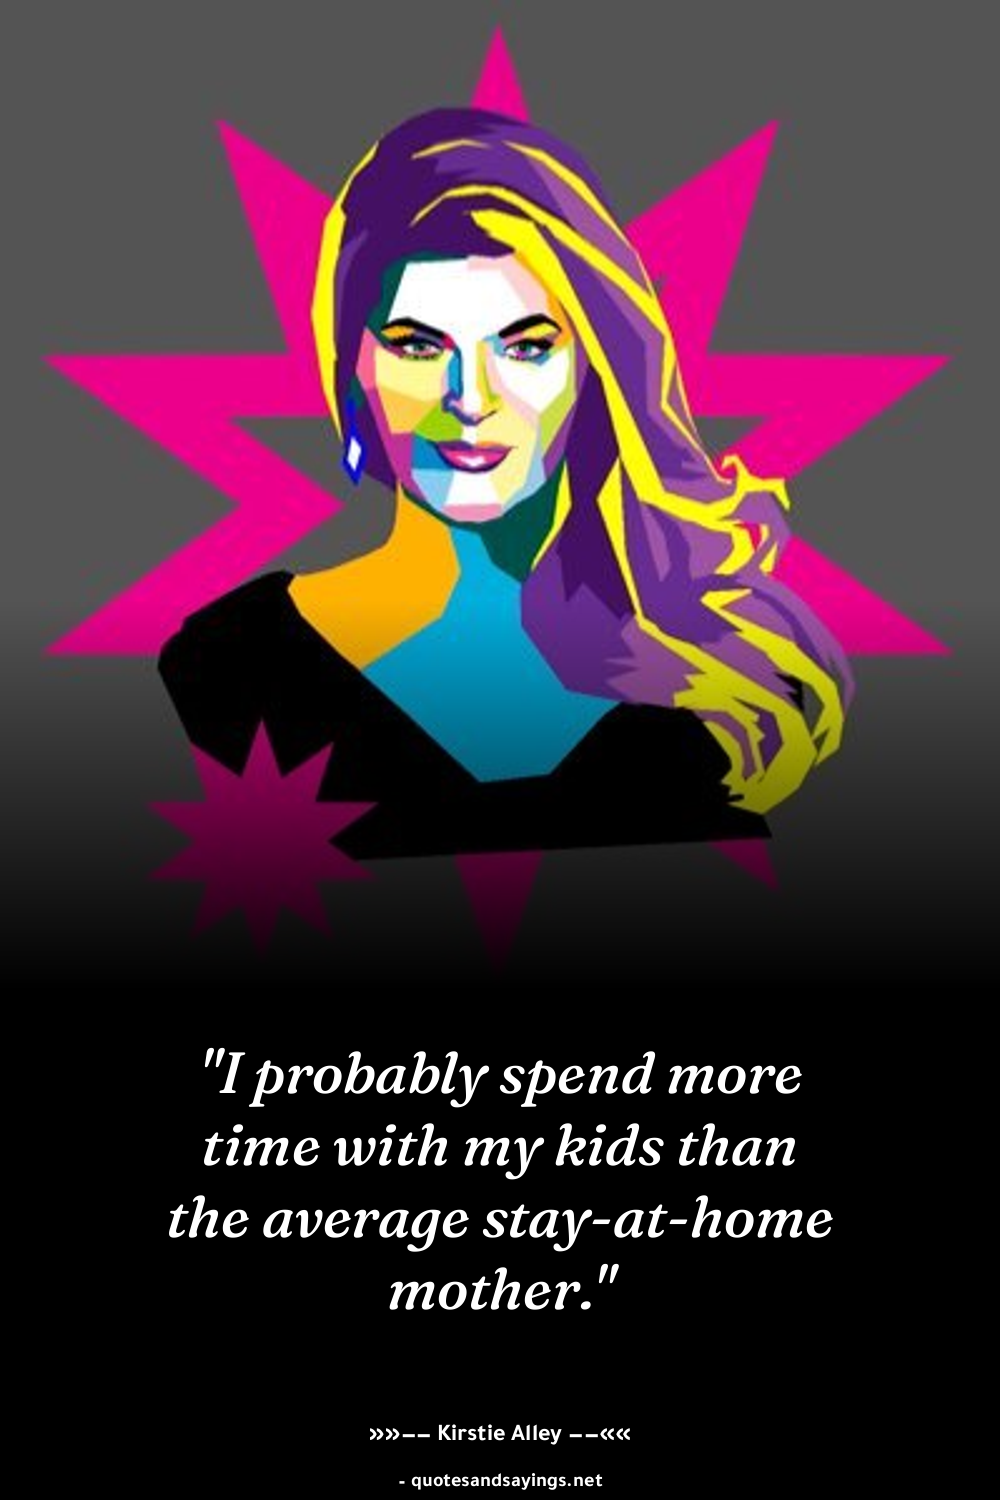 "I probably spend more
time with my kids than
the average stay-at-home
mother."
»»−− Kirstie Alley −−««
- quotesandsayings.net